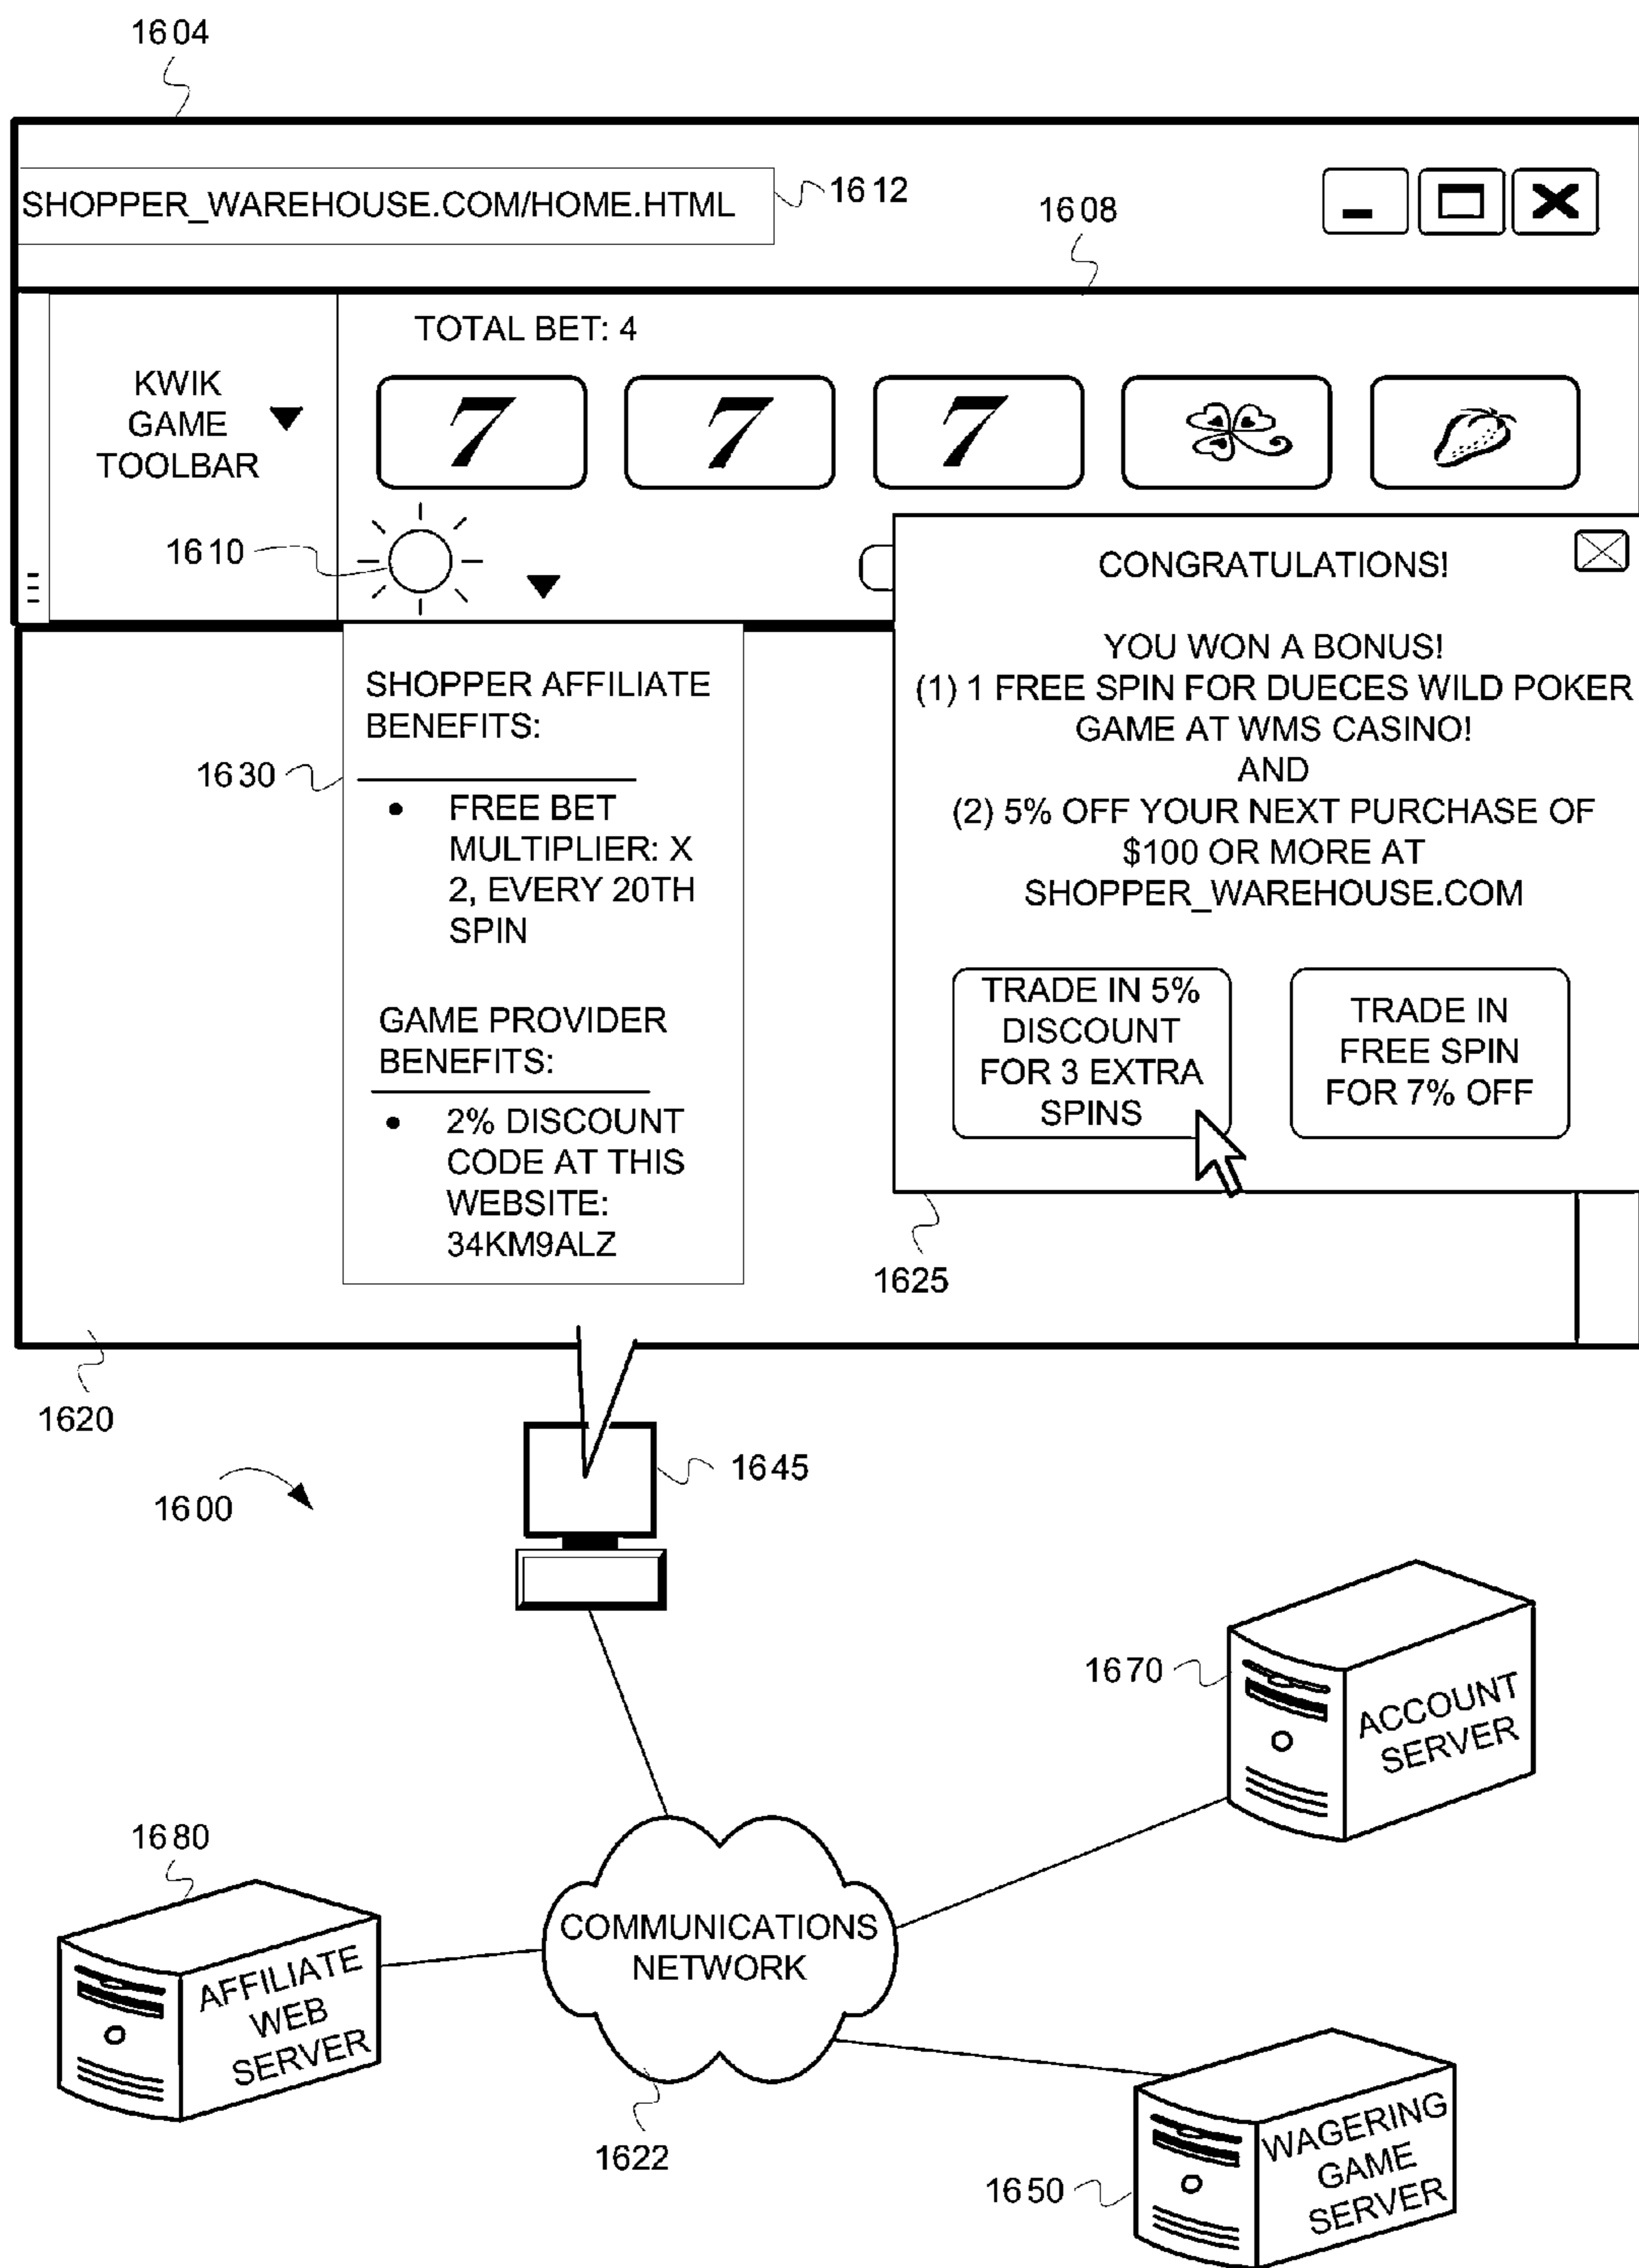 1604
SHOPPER_WAREHOUSE.COM/HOME.HTML
1612
1608
TOTAL BET: 4
KWIK
GAME
TOOLBAR
7 7 7
1610
CONGRATULATIONS!
YOU WON A BONUS!
(1) 1 FREE SPIN FOR DUECES WILD POKER
GAME AT WMS CASINO!
AND
(2) 5% OFF YOUR NEXT PURCHASE OF
$100 OR MORE AT
SHOPPER_WAREHOUSE.COM
TRADE IN 5%
DISCOUNT
FOR 3 EXTRA
SPINS
TRADE IN
FREE SPIN
FOR 7% OFF
1625
SHOPPER AFFILIATE
BENEFITS:
1630
• FREE BET
MULTIPLIER: X
2, EVERY 20TH
SPIN
GAME PROVIDER
BENEFITS:
• 2% DISCOUNT
CODE AT THIS
WEBSITE:
34KM9ALZ
1620
1645
1600
1670
ACCOUNT
SERVER
1680
AFFILIATE
WEB
SERVER
COMMUNICATIONS
NETWORK
1622
1650
WAGERING
GAME
SERVER